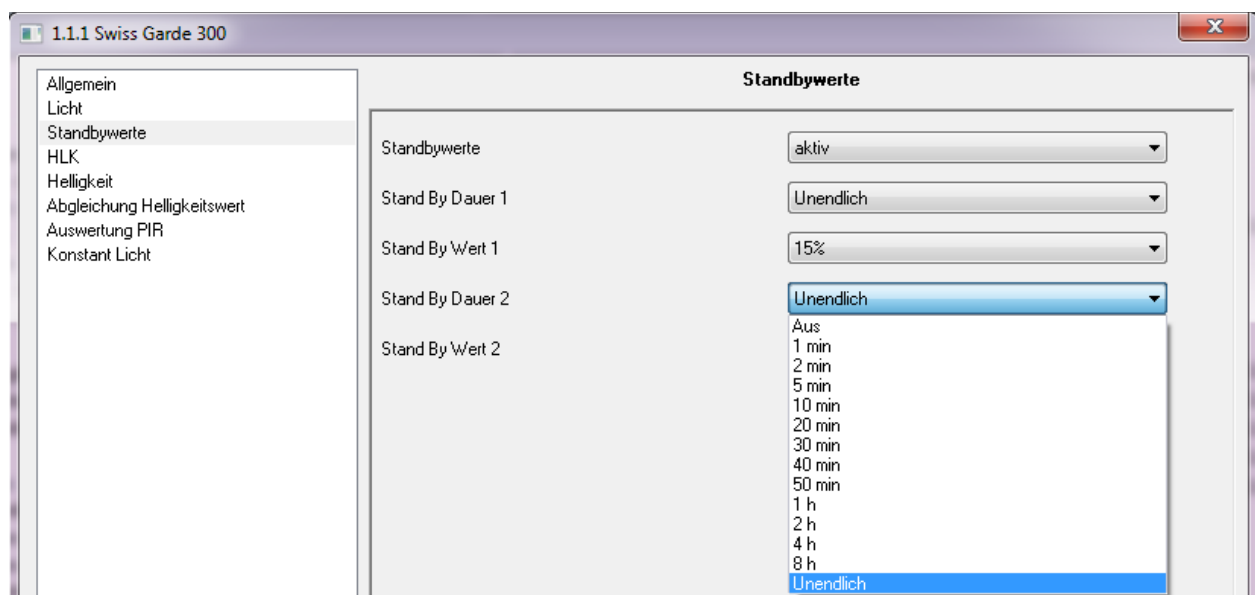 1.1.1 Swiss Garde 300
Allgemein
Licht
Standbywerte
HLK
Helligkeit
Abgleichung Helligkeitswert
Auswertung PIR
Konstant Licht
Standbywerte
Standbywerte aktiv
Stand By Dauer 1 Unendlich
Stand By Wert 1 15%
Stand By Dauer 2 Unendlich
Aus
1 min
2 min
5 min
10 min
20 min
30 min
40 min
50 min
1 h
2 h
4 h
8 h
Unendlich
Stand By Wert 2